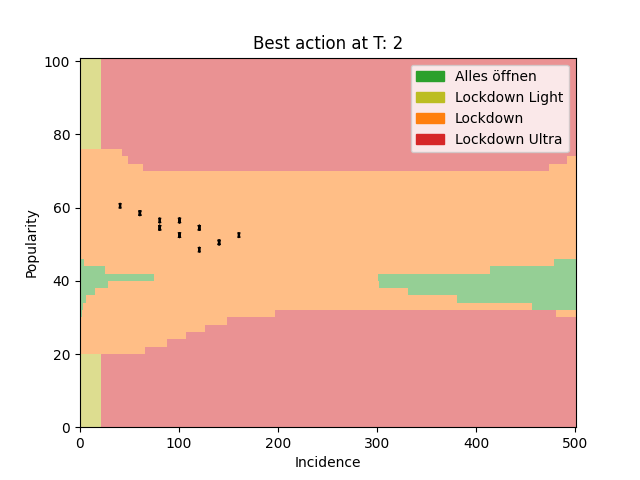 Best action at T: 2
Alles öffnen
Lockdown Light
Lockdown
Lockdown Ultra
Popularity
100
80
60
40
20
0
0 100 200 300 400 500
Incidence